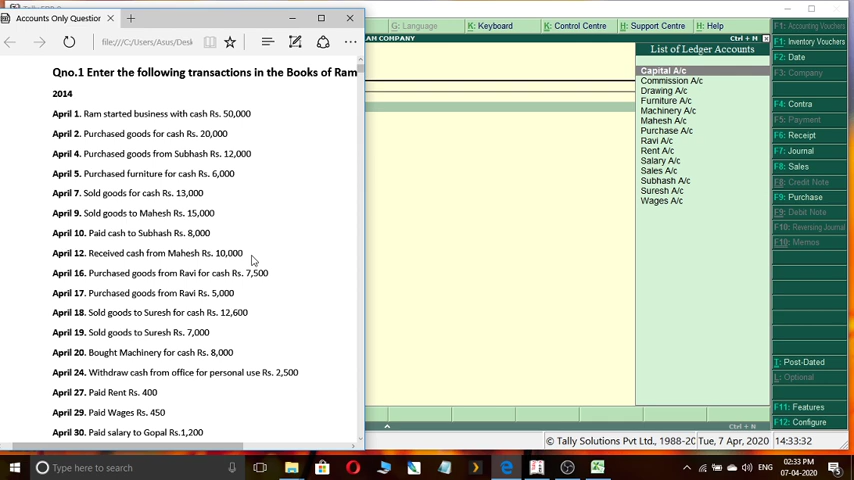 Accounts Only Question
file:///C:/Users/Asus/Desk
Qno.1 Enter the following transactions in the Books of Ram
2014
April 1. Ram started business with cash Rs. 50,000
April 2. Purchased goods for cash Rs. 20,000
April 4. Purchased goods from Subhash Rs. 12,000
April 5. Purchased furniture for cash Rs. 6,000
April 7. Sold goods for cash Rs. 13,000
April 9. Sold goods to Mahesh Rs. 15,000
April 10. Paid cash to Subhash Rs. 8,000
April 12. Received cash from Mahesh Rs. 10,000
April 16. Purchased goods from Ravi for cash Rs. 7,500
April 17. Purchased goods from Ravi Rs. 5,000
April 18. Sold goods to Suresh for cash Rs. 12,600
April 19. Sold goods to Suresh Rs. 7,000
April 20. Bought Machinery for cash Rs. 8,000
April 24. Withdraw cash from office for personal use Rs. 2,500
April 27. Paid Rent Rs. 400
April 29. Paid Wages Rs. 450
April 30. Paid salary to Gopal Rs.1,200
G: Language K: Keyboard K: Control Centre H: Support Centre H: Help
AN COMPANY Ctrl + N
List of Ledger Accounts
Capital A/c
Commission A/c
Drawing A/c
Furniture A/c
Machinery A/c
Mahesh A/c
Purchase A/c
Ravi A/c
Rent A/c
Salary A/c
Sales A/c
Subhash A/c
Suresh A/c
Wages A/c
F1: Accounting Vouchers
F1: Inventory Vouchers
F2: Date
F3: Company
F4: Contra
F5: Payment
F6: Receipt
F7: Journal
F8: Sales
F8: Credit Note
F9: Purchase
F9: Debit Note
F10: Reversing Journal
F10: Memos
T: Post-Dated
L: Optional
F11: Features
F12: Configure
Ctrl + N
© Tally Solutions Pvt Ltd., 1988-20 Tue, 7 Apr, 2020 14:33:32
Type here to search
ENG
02:33 PM
07-04-2020